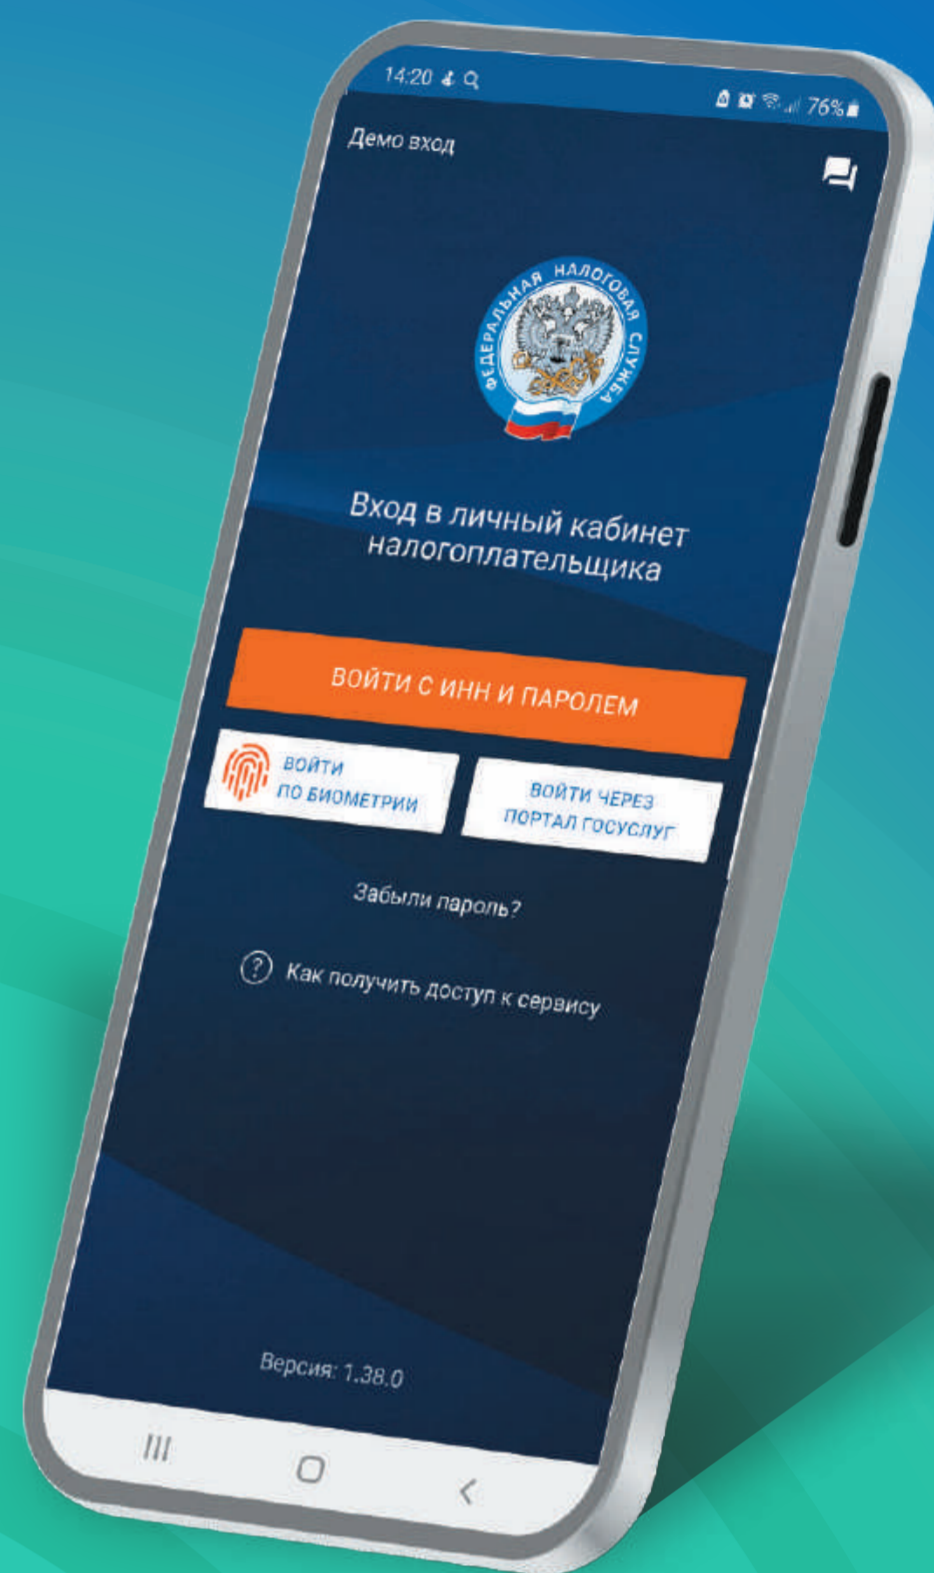 14:20
76%
Демо вход
ФЕДЕРАЛЬНАЯ НАЛОГОВАЯ СЛУЖБА
Вход в личный кабинет
налогоплательщика
ВОЙТИ С ИНН И ПАРОЛЕМ
ВОЙТИ
ПО БИОМЕТРИИ
ВОЙТИ ЧЕРЕЗ
ПОРТАЛ ГОСУСЛУГ
Забыли пароль?
? Как получить доступ к сервису
Версия: 1.38.0